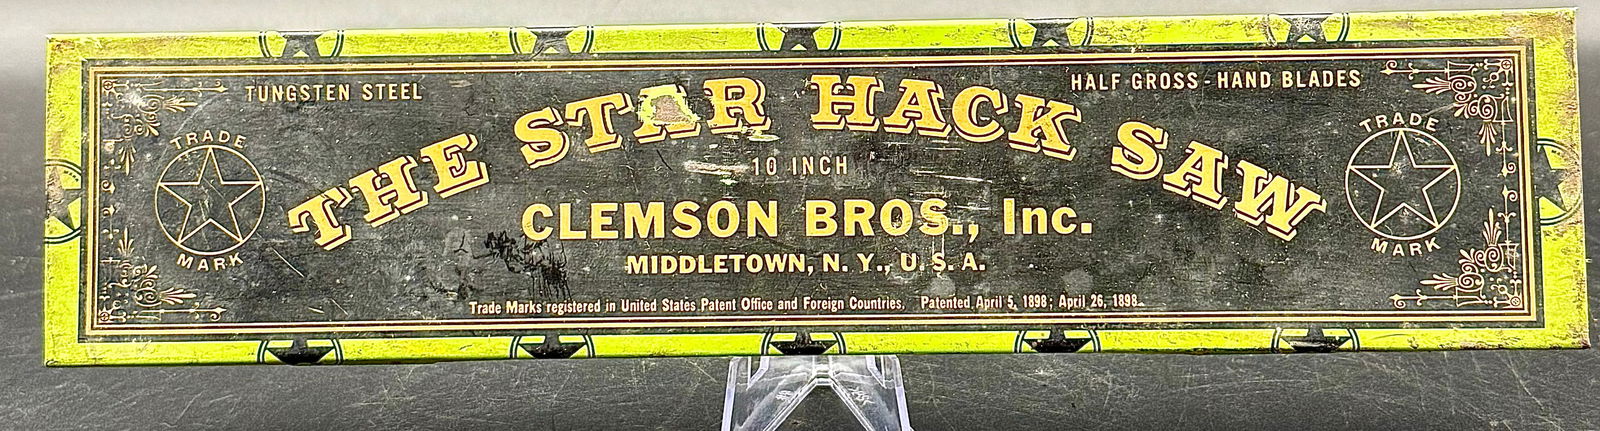 TUNGSTEN STEEL
HALF GROSS - HAND BLADES
THE STAR HACK SAW
TRADE
MARK
10 INCH
TRADE
MARK
CLEMSON BROS., Inc.
MIDDLETOWN, N. Y., U. S. A.
Trade Marks registered in United States Patent Office and Foreign Countries. Patented April 5, 1898; April 26, 1898.